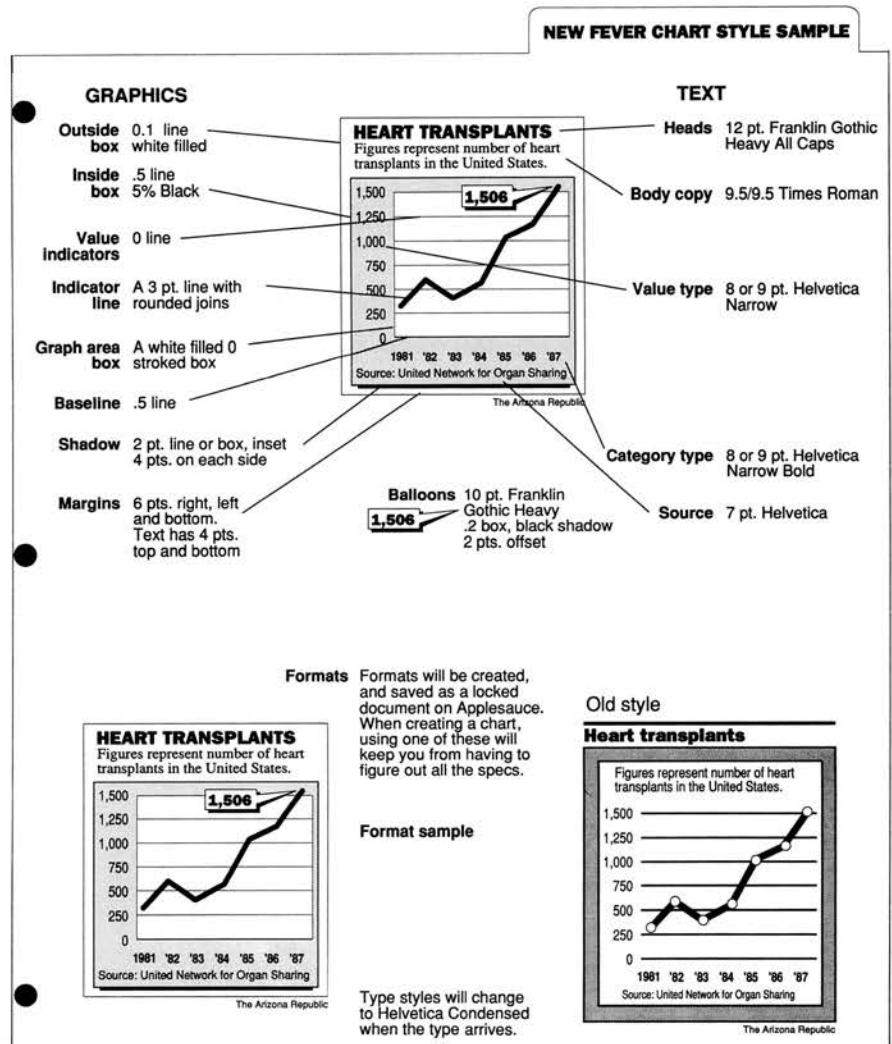 NEW FEVER CHART STYLE SAMPLE
GRAPHICS
Outside box 0.1 line
white filled
Inside box .5 line
5% Black
Value indicators 0 line
Indicator line A 3 pt. line with
rounded joins
Graph area box A white filled 0
stroked box
Baseline .5 line
Shadow 2 pt. line or box, inset
4 pts. on each side
Margins 6 pts. right, left
and bottom.
Text has 4 pts.
top and bottom
HEART TRANSPLANTS
Figures represent number of heart
transplants in the United States.
1,506
1,500
1,250
1,000
750
500
250
0
1981 '82 '83 '84 '85 '86 '87
Source: United Network for Organ Sharing
The Arizona Republic
TEXT
Heads 12 pt. Franklin Gothic
Heavy All Caps
Body copy 9.5/9.5 Times Roman
Value type 8 or 9 pt. Helvetica
Narrow
Category type 8 or 9 pt. Helvetica
Narrow Bold
Source 7 pt. Helvetica
Balloons 10 pt. Franklin
Gothic Heavy
.2 box, black shadow
2 pts. offset
1,506
Formats Formats will be created,
and saved as a locked
document on Applesauce.
When creating a chart,
using one of these will
keep you from having to
figure out all the specs.
Format sample
Type styles will change
to Helvetica Condensed
when the type arrives.
HEART TRANSPLANTS
Figures represent number of heart
transplants in the United States.
1,506
1,500
1,250
1,000
750
500
250
0
1981 '82 '83 '84 '85 '86 '87
Source: United Network for Organ Sharing
The Arizona Republic
Old style
Heart transplants
Figures represent number of heart
transplants in the United States.
1,500
1,250
1,000
750
500
250
0
1981 '82 '83 '84 '85 '86 '87
Source: United Network for Organ Sharing
The Arizona Republic